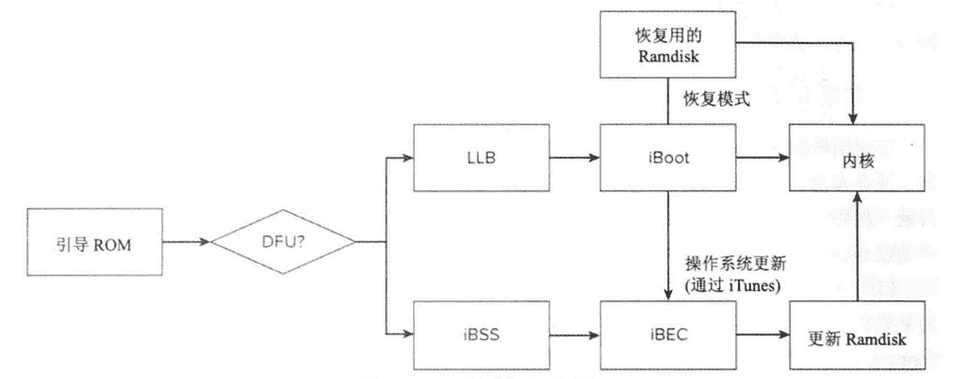 恢复用的
Ramdisk
恢复模式
LLB
iBoot
内核
引导 ROM
DFU?
操作系统更新
(通过 iTunes)
iBSS
iBEC
更新 Ramdisk